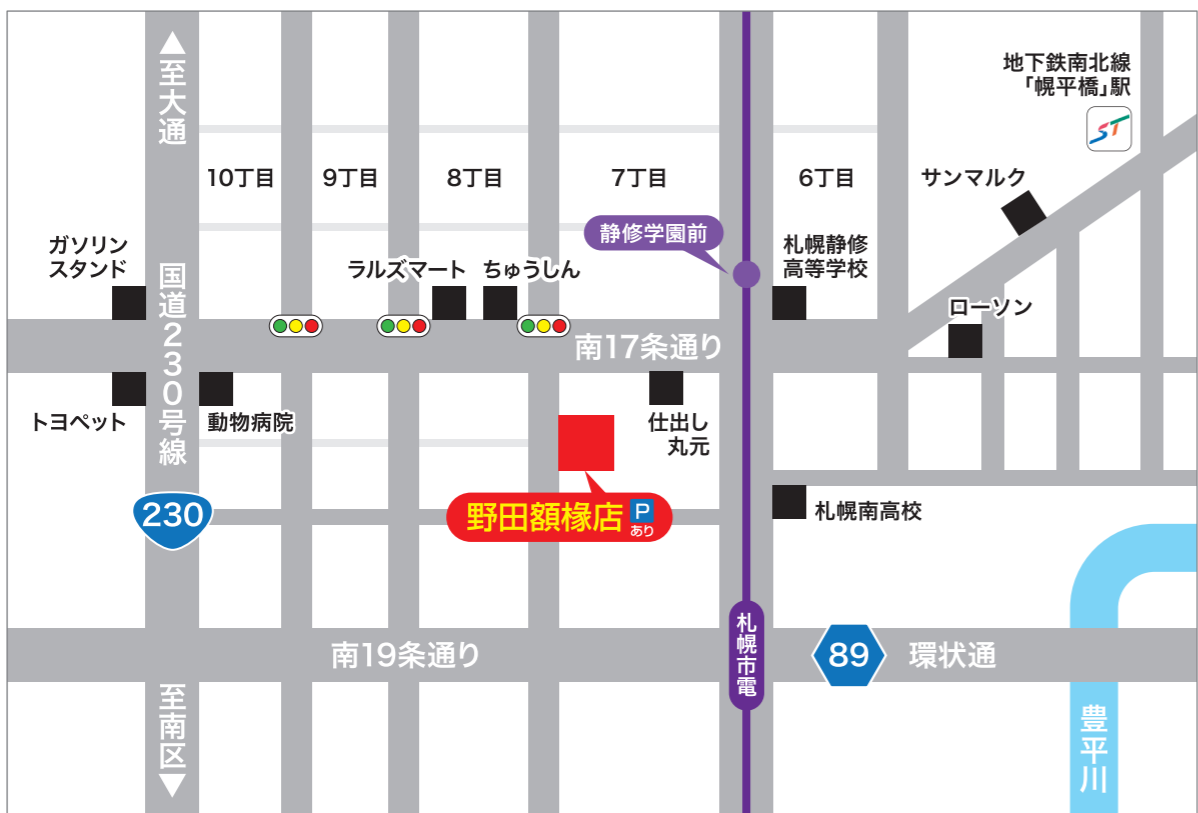 至大通
地下鉄南北線
「幌平橋」駅
ST
10丁目
9丁目
8丁目
7丁目
6丁目
サンマルク
静修学園前
ガソリン
スタンド
国道230号線
ラルズマート
ちゅうしん
札幌静修
高等学校
ローソン
南17条通り
トヨペット
動物病院
仕出し
丸元
230
野田額椽店
P
あり
札幌南高校
札幌市電
南19条通り
89
環状通
至南区
豊平川